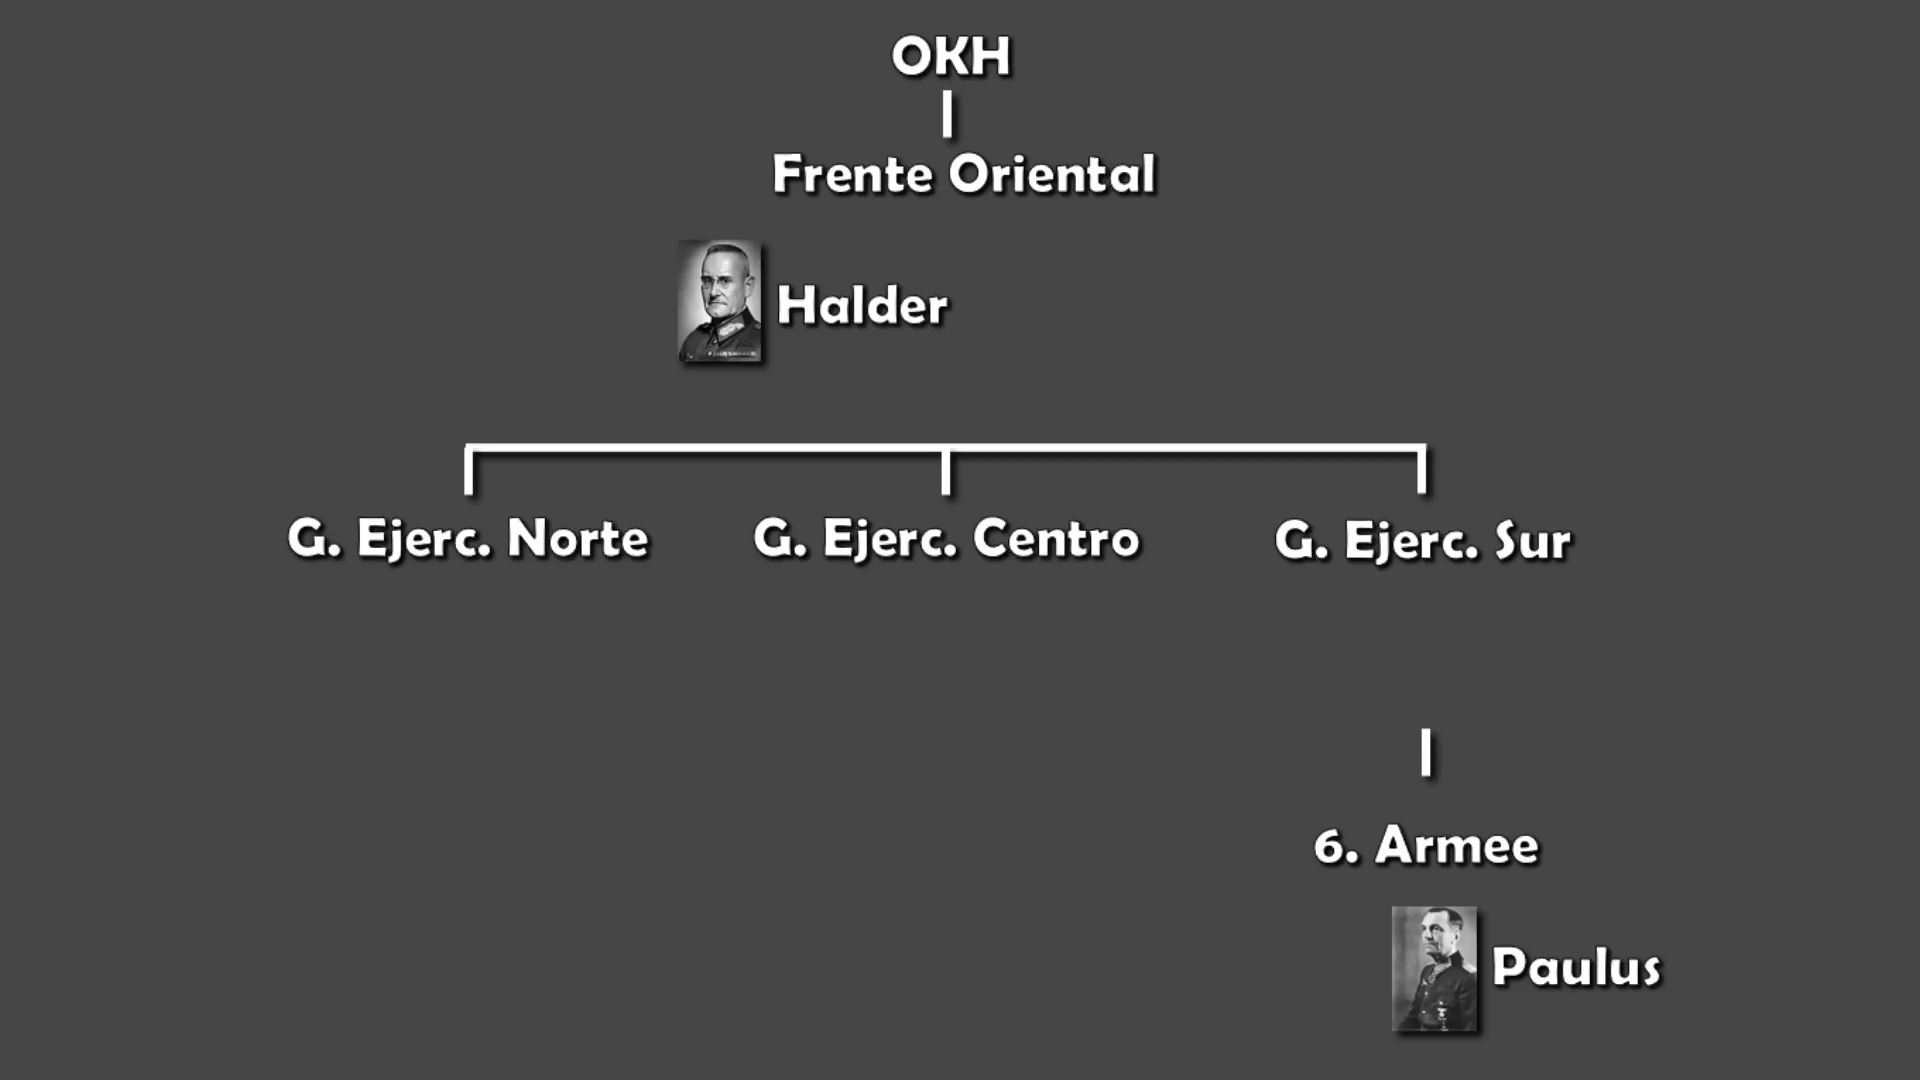 OKH
Frente Oriental
Halder
G. Ejerc. Norte
G. Ejerc. Centro
G. Ejerc. Sur
6. Armee
Paulus